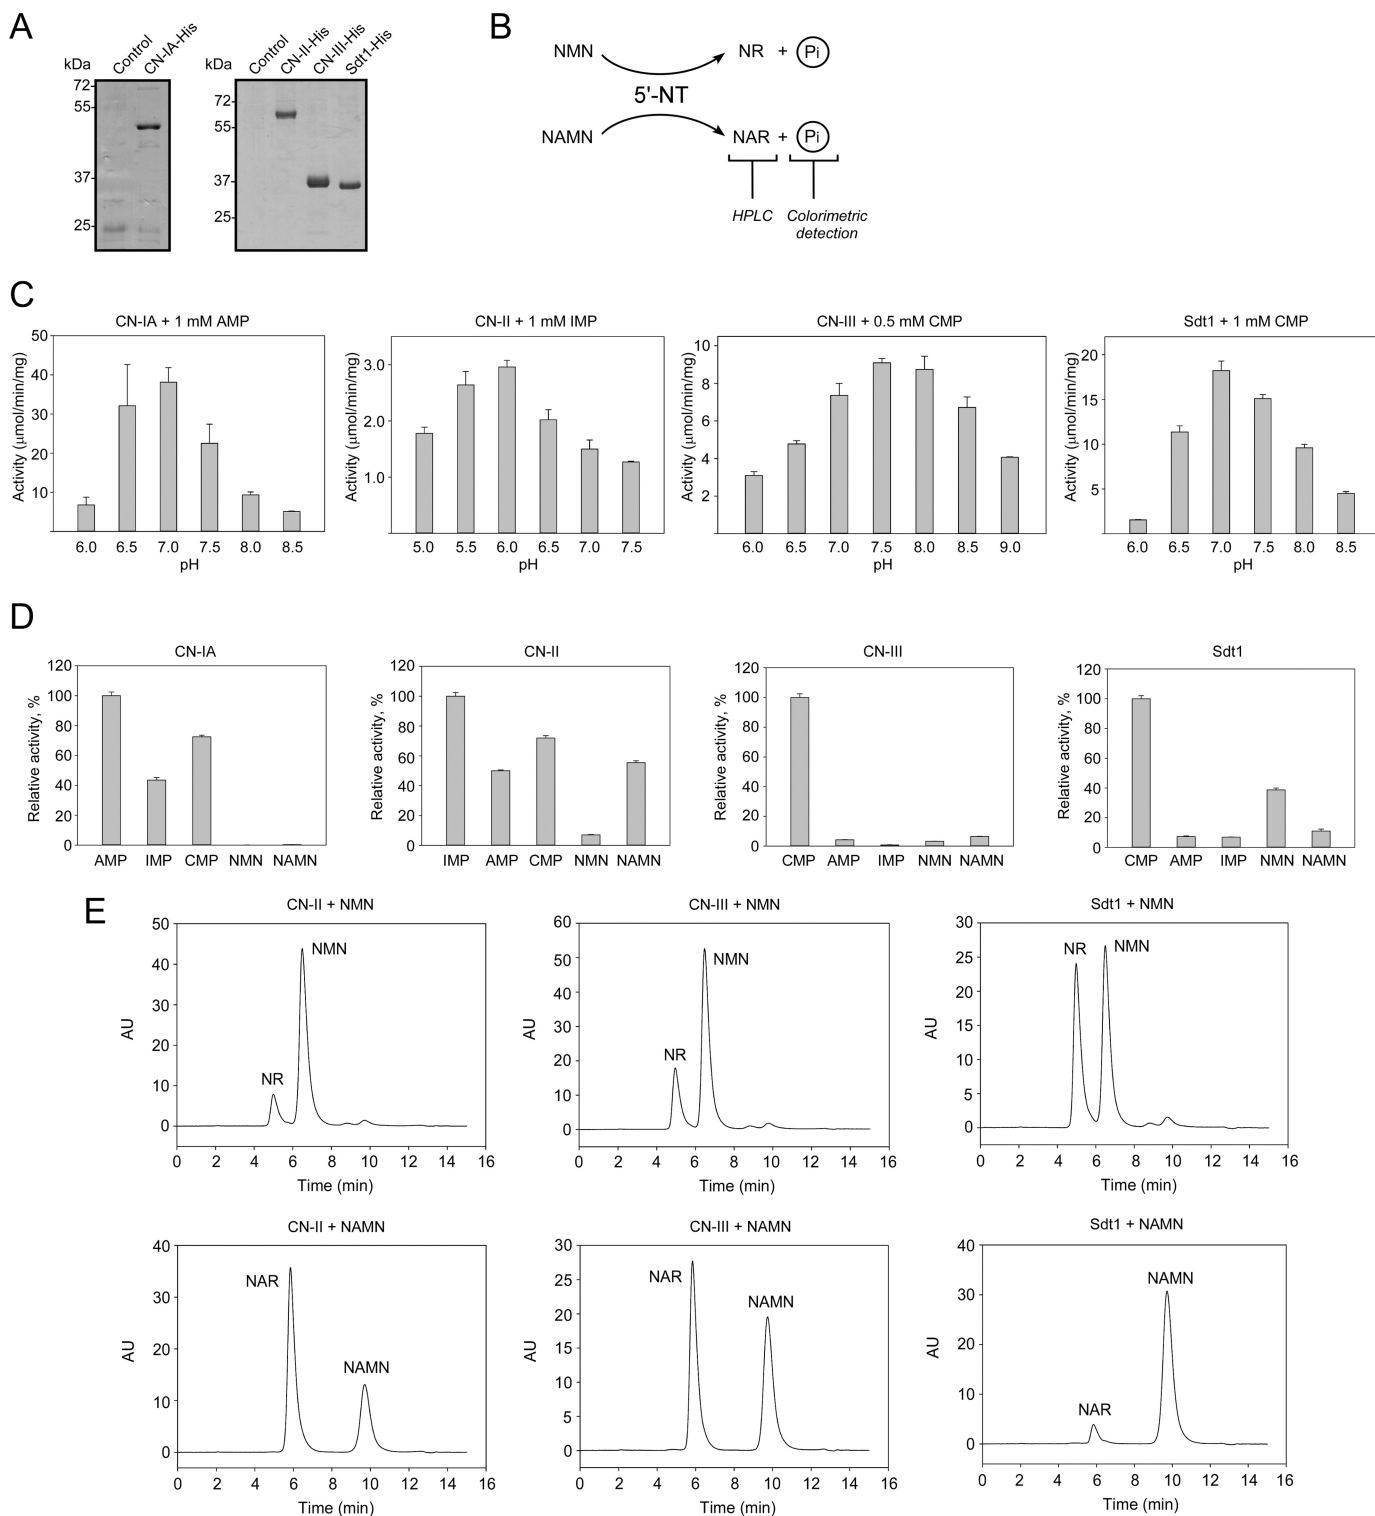 A
kDa
Control
CN-IA-His
72
55
37
25
kDa
Control
CN-II-His
CN-III-His
Sdt1-His
72
55
37
25
B
NMN NR + Pi
5'-NT
NAMN NAR + Pi
HPLC Colorimetric
detection
C
CN-IA + 1 mM AMP
Activity (μmol/min/mg)
50
40
30
20
10
6.0 6.5 7.0 7.5 8.0 8.5
pH
CN-II + 1 mM IMP
Activity (μmol/min/mg)
3.0
2.0
1.0
5.0 5.5 6.0 6.5 7.0 7.5
pH
CN-III + 0.5 mM CMP
Activity (μmol/min/mg)
10
8
6
4
2
6.0 6.5 7.0 7.5 8.0 8.5 9.0
pH
Sdt1 + 1 mM CMP
Activity (μmol/min/mg)
20
15
10
5
6.0 6.5 7.0 7.5 8.0 8.5
pH
D
CN-IA
Relative activity, %
120
100
80
60
40
20
0
AMP IMP CMP NMN NAMN
CN-II
Relative activity, %
120
100
80
60
40
20
0
IMP AMP CMP NMN NAMN
CN-III
Relative activity, %
120
100
80
60
40
20
0
CMP AMP IMP NMN NAMN
Sdt1
Relative activity, %
120
100
80
60
40
20
0
CMP AMP IMP NMN NAMN
E
CN-II + NMN
AU
50
40
30
20
10
0
NR
NMN
0 2 4 6 8 10 12 14 16
Time (min)
CN-III + NMN
AU
60
50
40
30
20
10
0
NR
NMN
0 2 4 6 8 10 12 14 16
Time (min)
Sdt1 + NMN
AU
30
25
20
15
10
5
0
NR
NMN
0 2 4 6 8 10 12 14 16
Time (min)
CN-II + NAMN
AU
40
30
20
10
0
NAR
NAMN
0 2 4 6 8 10 12 14 16
Time (min)
CN-III + NAMN
AU
30
25
20
15
10
5
0
NAR
NAMN
0 2 4 6 8 10 12 14 16
Time (min)
Sdt1 + NAMN
AU
40
30
20
10
0
NAR
NAMN
0 2 4 6 8 10 12 14 16
Time (min)